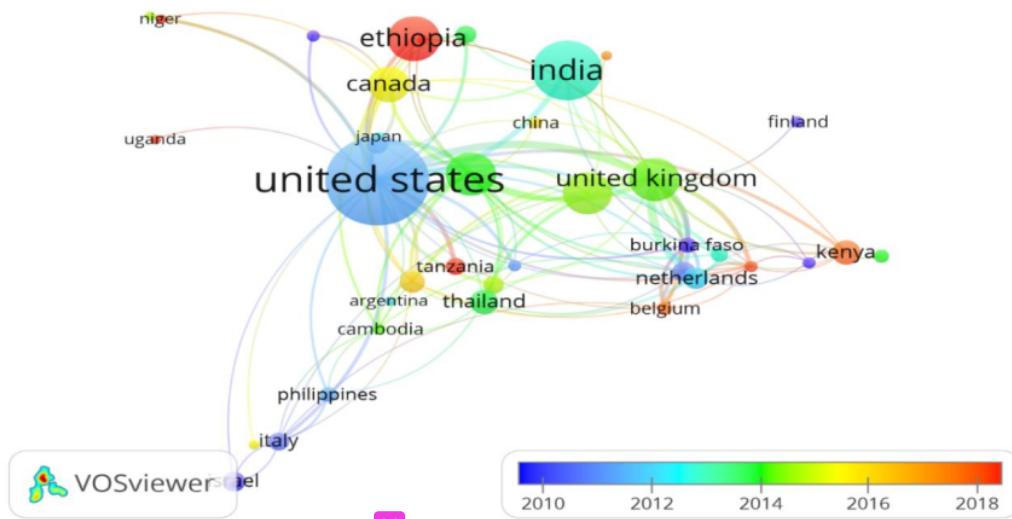 niger
ethiopia
india
canada
china
finland
japan
uganda
united states
united kingdom
burkina faso
kenya
tanzania
netherlands
argentina
thailand
belgium
cambodia
philippines
italy
israel
VOSviewer
2010
2012
2014
2016
2018